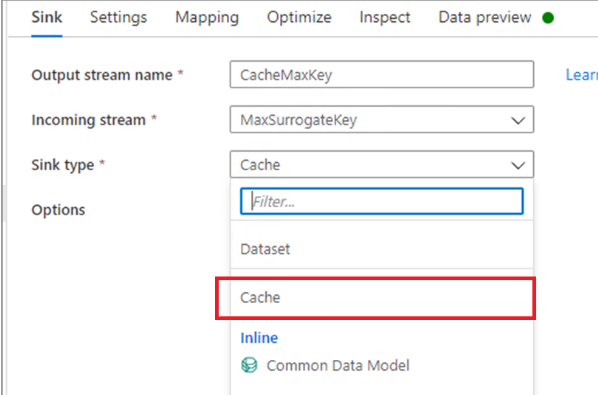 Sink Settings Mapping Optimize Inspect Data preview
Output stream name * CacheMaxKey Lear
Incoming stream * MaxSurrogateKey
Sink type * Cache
Options Filter...
Dataset
Cache
Inline
Common Data Model